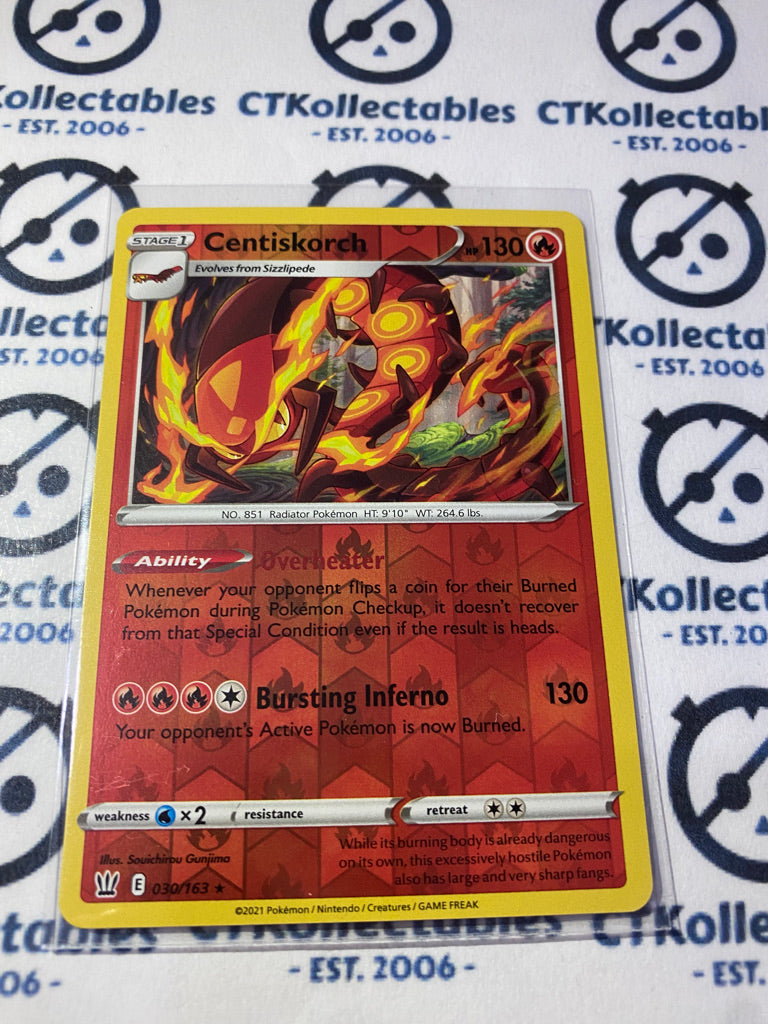 Kollectables
CTKollectables
CTKollectables
- EST. 2006 -
- EST. 2006 -
- EST. 2006 -
STAGE 1
Centiskorch
HP 130
Evolves from Sizzlipede
NO. 851 Radiator Pokémon HT: 9'10" WT: 264.6 lbs.
Ability Overheater
Whenever your opponent flips a coin for their Burned
Pokémon during Pokémon Checkup, it doesn't recover
from that Special Condition even if the result is heads.
Bursting Inferno 130
Your opponent's Active Pokémon is now Burned.
weakness ×2 resistance retreat
While its burning body is already dangerous
on its own, this excessively hostile Pokémon
also has large and very sharp fangs.
Illus. Souichirou Gunjima
E 030/163 ★
©2021 Pokémon / Nintendo / Creatures / GAME FREAK
- EST. 2006 -